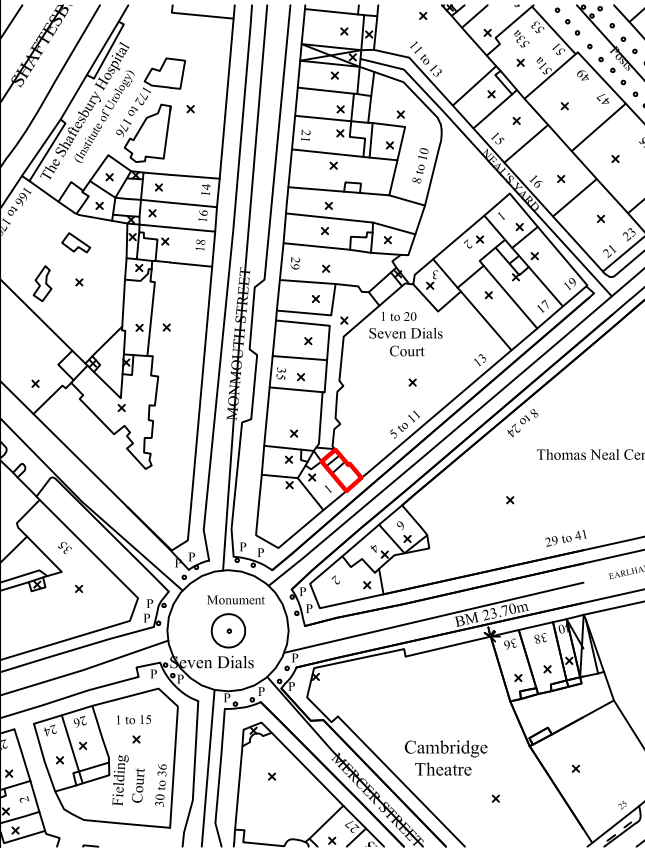 SHAFTESB
The Shaftesbury Hospital
(Institute of Urology)
172 to 176
166 to 170
14
16
18
21
29
35
MONMOUTH STREET
11 to 13
8 to 10
53
53a
51
51a
49
47
Posts
15
16
NEAL'S YARD
21
23
1
2
3
19
17
13
1 to 20
Seven Dials
Court
5 to 11
1
8 to 24
Thomas Neal Cen
6
4
2
29 to 41
EARLHA
BM 23.70m
35
P
P
P
P
P
P
P
P
P
P
P
P
P
P
Monument
Seven Dials
36
38
40
Cambridge
Theatre
MERCER STREET
24
26
1 to 15
Fielding
Court
30 to 36
2
27
25